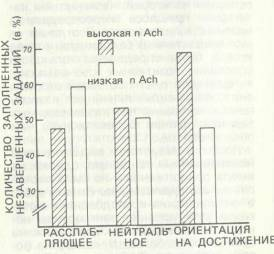 КОЛИЧЕСТВО ЗАПОЛНЕННЫХ
НЕЗАВЕРШЕННЫХ ЗАДАНИЙ (в %)
высокая n Ach
низкая n Ach
70
60
50
40
30
РАССЛАБ-
ЛЯЮЩЕЕ
НЕЙТРАЛЬ-
НОЕ
ОРИЕНТАЦИЯ
НА ДОСТИЖЕНИЕ